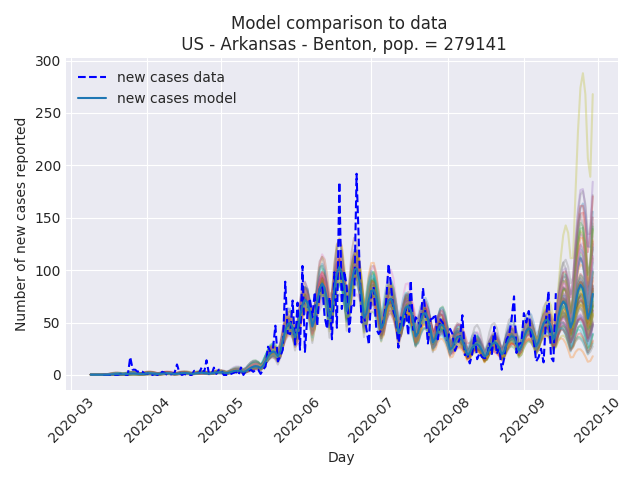 Model comparison to data
US - Arkansas - Benton, pop. = 279141
300
250
200
150
100
50
0
Number of new cases reported
new cases data
new cases model
2020-03
2020-04
2020-05
2020-06
2020-07
2020-08
2020-09
2020-10
Day